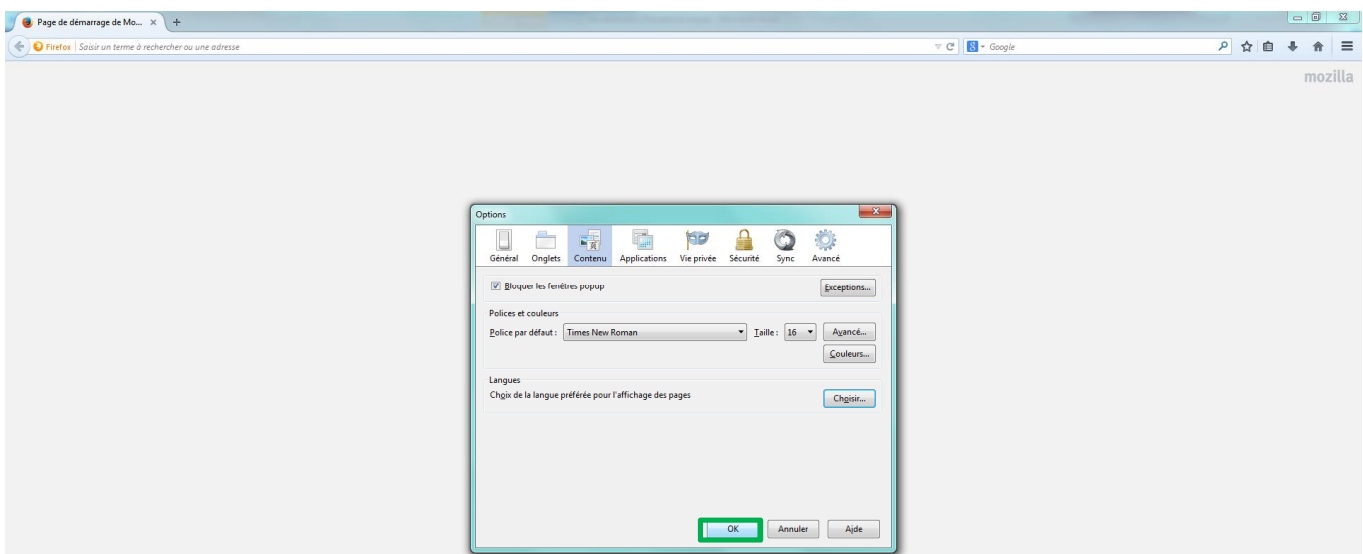 Page de démarrage de Mo... × +
Firefox Saisir un terme à rechercher ou une adresse
8 Google
mozilla
Options
Général Onglets Contenu Applications Vie privée Sécurité Sync Avancé
Bloquer les fenêtres popup Exceptions...
Polices et couleurs
Police par défaut : Times New Roman Taille : 16 Avancé...
Couleurs...
Langues
Choix de la langue préférée pour l'affichage des pages Choisir...
OK Annuler Aide